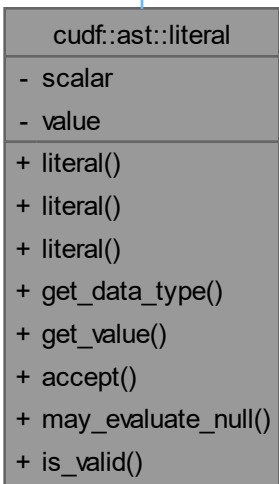 cudf::ast::literal
- scalar
- value
+ literal()
+ literal()
+ literal()
+ get_data_type()
+ get_value()
+ accept()
+ may_evaluate_null()
+ is_valid()